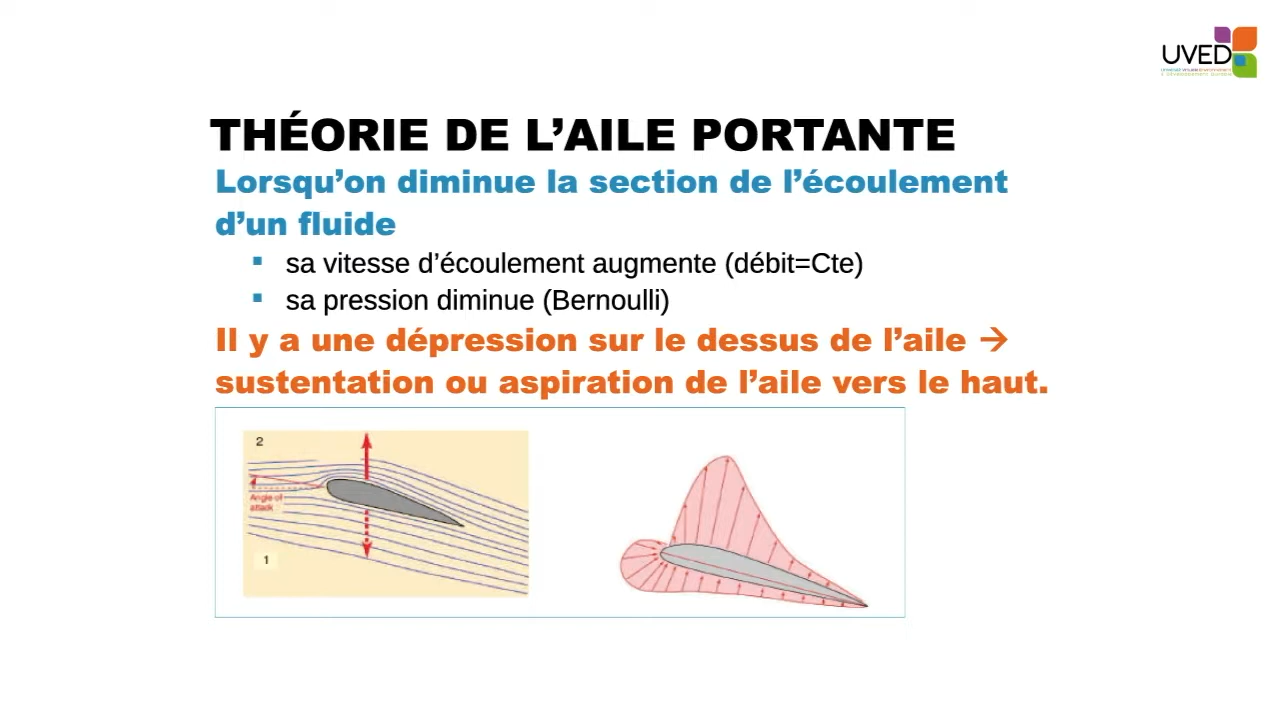 UVED
THÉORIE DE L’AILE PORTANTE
Lorsqu’on diminue la section de l’écoulement
d’un fluide
▪ sa vitesse d’écoulement augmente (débit=Cte)
▪ sa pression diminue (Bernoulli)
Il y a une dépression sur le dessus de l’aile →
sustentation ou aspiration de l’aile vers le haut.
2
Angle of
attack
1